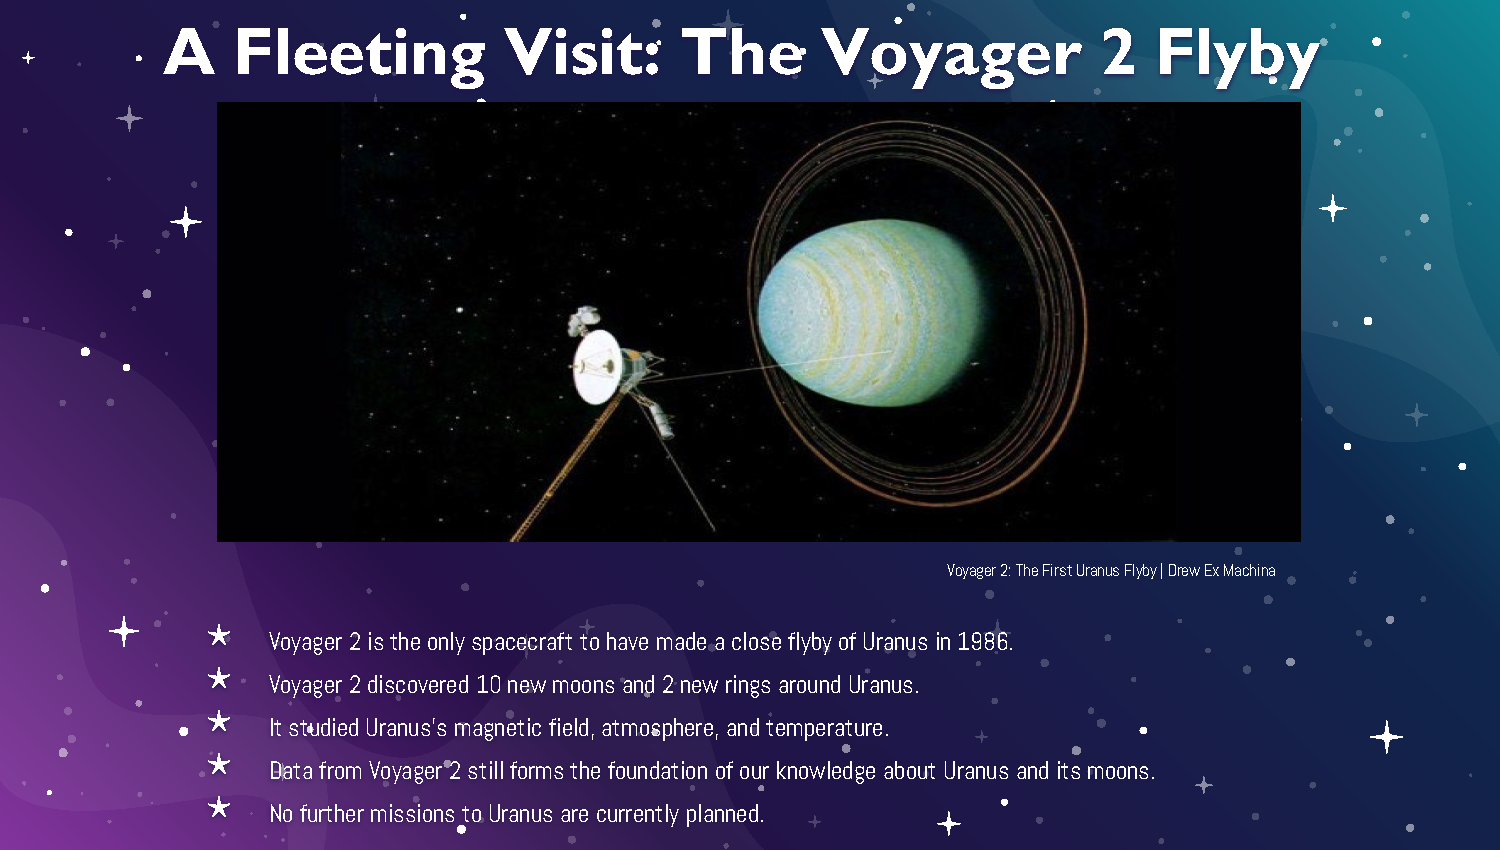 A Fleeting Visit: The Voyager 2 Flyby
Voyager 2: The First Uranus Flyby | Drew Ex Machina
Voyager 2 is the only spacecraft to have made a close flyby of Uranus in 1986.
Voyager 2 discovered 10 new moons and 2 new rings around Uranus.
It studied Uranus's magnetic field, atmosphere, and temperature.
Data from Voyager 2 still forms the foundation of our knowledge about Uranus and its moons.
No further missions to Uranus are currently planned.